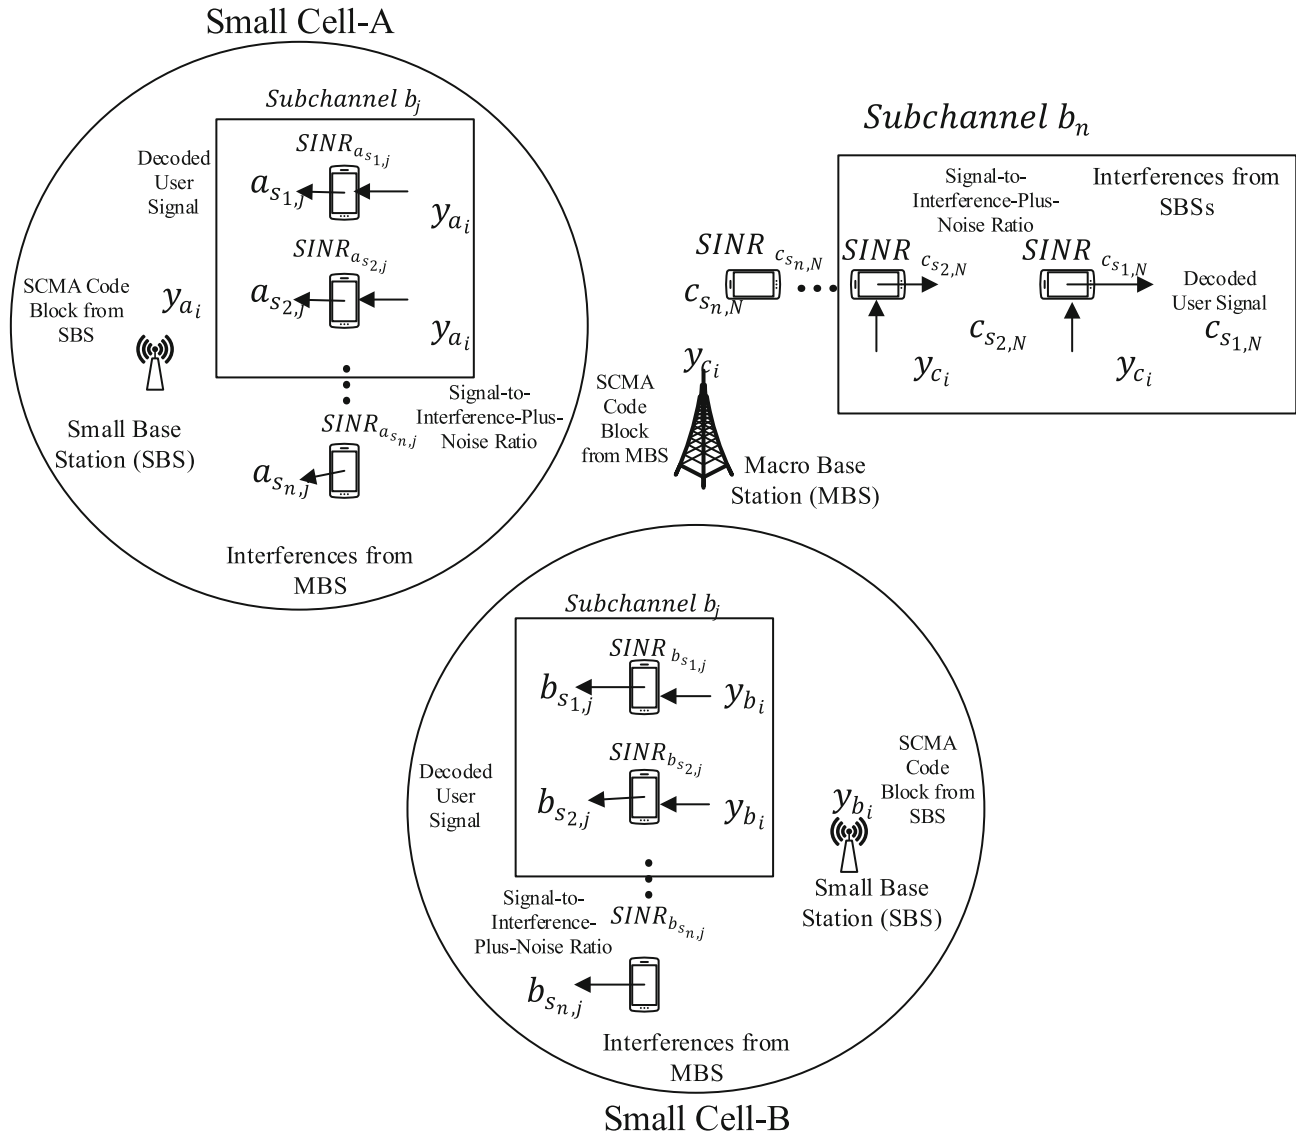 Small Cell-A
Subchannel b_j
SINR_{a_{s_{1,j}}}
Decoded
User
Signal
a_{s_{1,j}}
y_{a_i}
SINR_{a_{s_{2,j}}}
a_{s_{2,j}}
y_{a_i}
SCMA Code
Block from
SBS
y_{a_i}
Small Base
Station (SBS)
Signal-to-
Interference-Plus-
Noise Ratio
SINR_{a_{s_{n,j}}}
a_{s_{n,j}}
Interferences from
MBS
Subchannel b_n
Signal-to-
Interference-Plus-
Noise Ratio
Interferences from
SBSs
SINR c_{s_{n,N}}
SINR c_{s_{2,N}}
SINR c_{s_{1,N}}
c_{s_{n,N}}
Decoded
User Signal
c_{s_{2,N}}
c_{s_{1,N}}
y_{c_i}
y_{c_i}
y_{c_i}
SCMA
Code
Block
from MBS
Macro Base
Station (MBS)
Subchannel b_j
SINR b_{s_{1,j}}
b_{s_{1,j}}
y_{b_i}
SINR_{b_{s_{2,j}}}
Decoded
User
Signal
b_{s_{2,j}}
y_{b_i}
SCMA
Code
Block from
SBS
y_{b_i}
Small Base
Station (SBS)
Signal-to-
Interference-
Plus-Noise Ratio
SINR_{b_{s_{n,j}}}
b_{s_{n,j}}
Interferences from
MBS
Small Cell-B